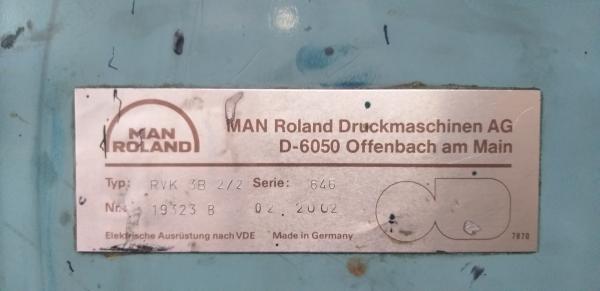 MAN
ROLAND
MAN Roland Druckmaschinen AG
D-6050 Offenbach am Main
Typ: RVK 3B 2/2 Serie: 646
Nr.: 19323 B 02.2002
Elektrische Ausrüstung nach VDE Made in Germany
7870